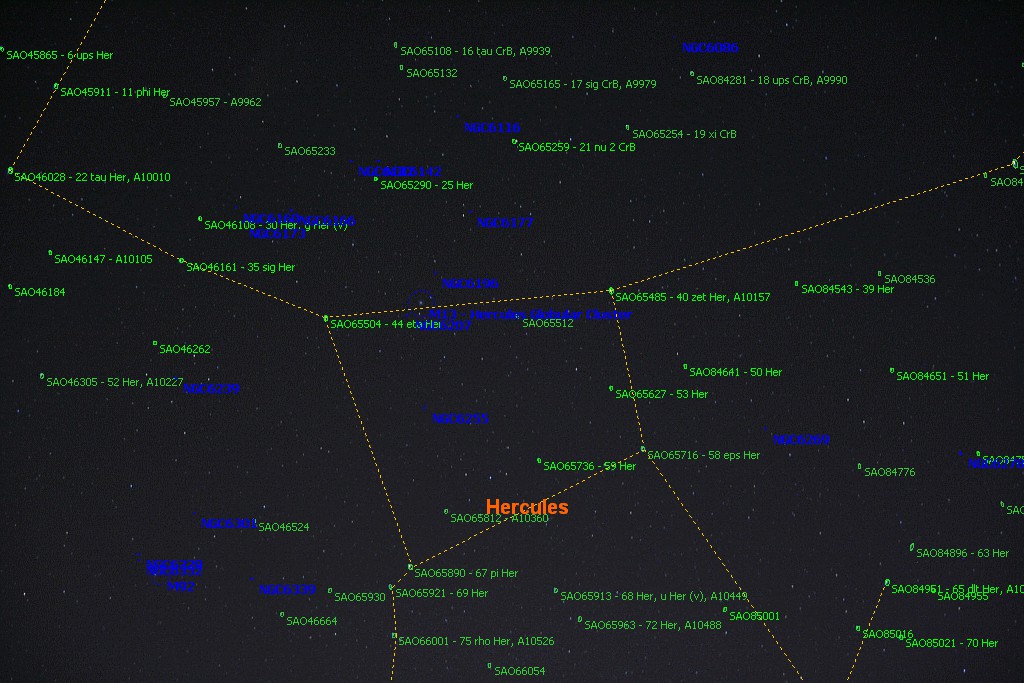 NGC6086
SAO65108 - 16 tau CrB, A9939
SAO45865 - 6 ups Her
SAO65132
SAO84281 - 18 ups CrB, A9990
SAO65165 - 17 sig CrB, A9979
SAO45911 - 11 phi Her
SAO45957 - A9962
NGC6116
SAO65254 - 19 xi CrB
SAO65259 - 21 nu 2 CrB
SAO65233
SAO46028 - 22 tau Her, A10010
SAO65290 - 25 Her
SAO84
NGC6177
SAO46108 - 30 Her, g Her (v)
NGC6173
SAO46147 - A10105
SAO46161 - 35 sig Her
SAO84536
NGC6196
SAO84543 - 39 Her
SAO46184
SAO65485 - 40 zet Her, A10157
M13 - Hercules Globular Cluster
SAO65504 - 44 eta Her
NGC6207
SAO65512
SAO46262
SAO84641 - 50 Her
SAO84651 - 51 Her
SAO46305 - 52 Her, A10227
NGC6239
SAO65627 - 53 Her
NGC6255
NGC6269
SAO65716 - 58 eps Her
SAO65736 - 59 Her
SAO84776
Hercules
SAO65812 - A10360
SAO46524
SAO84896 - 63 Her
M92
SAO65890 - 67 pi Her
SAO84951 - 65 dlt Her, A10
SAO65921 - 69 Her
SAO65930
SAO65913 - 68 Her, u Her (v), A10449
SAO84955
SAO46664
SAO85001
SAO65963 - 72 Her, A10488
SAO85016
SAO66001 - 75 rho Her, A10526
SAO85021 - 70 Her
SAO66054